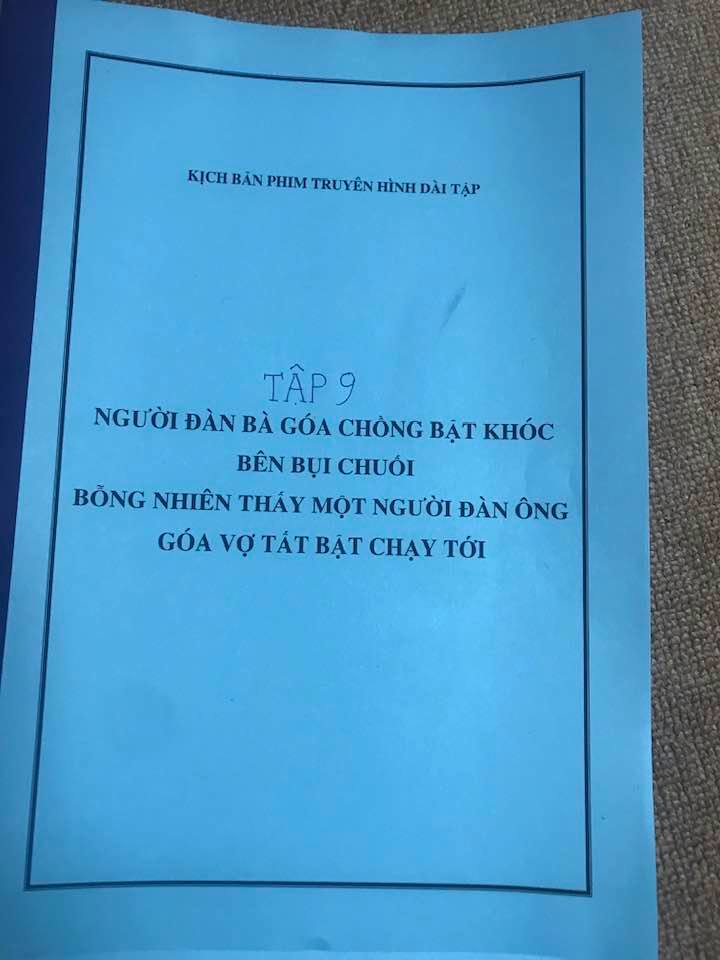 KỊCH BẢN PHIM TRUYỀN HÌNH DÀI TẬP
TẬP 9
NGƯỜI ĐÀN BÀ GÓA CHỒNG BẬT KHÓC
BÊN BỤI CHUỐI
BỖNG NHIÊN THẤY MỘT NGƯỜI ĐÀN ÔNG
GÓA VỢ TẤT BẬT CHẠY TỚI